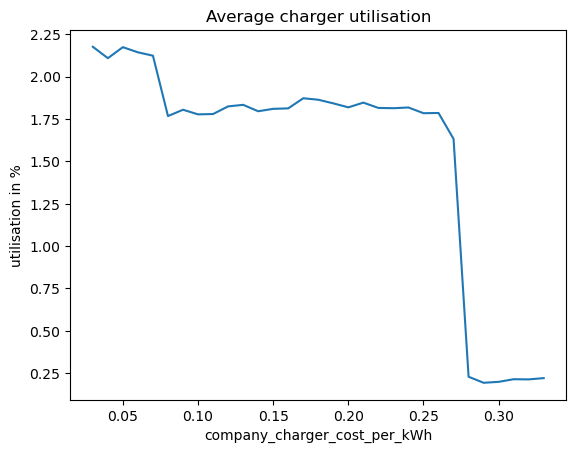 Average charger utilisation
utilisation in %
2.25
2.00
1.75
1.50
1.25
1.00
0.75
0.50
0.25
0.05 0.10 0.15 0.20 0.25 0.30
company_charger_cost_per_kWh